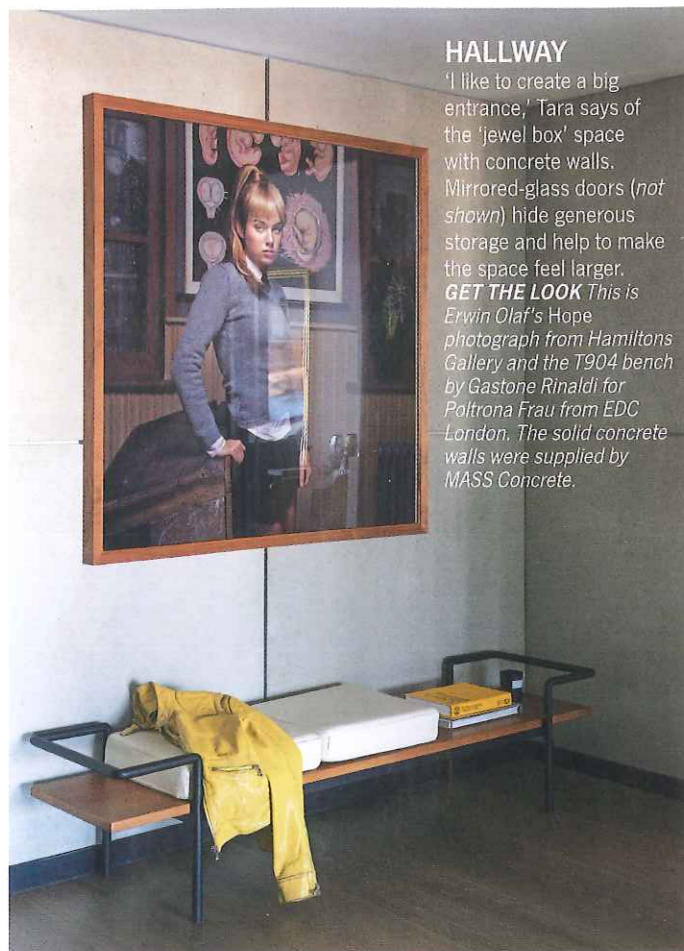 HALLWAY
‘I like to create a big
entrance,’ Tara says of
the ‘jewel box’ space
with concrete walls.
Mirrored-glass doors (not
shown) hide generous
storage and help to make
the space feel larger.
GET THE LOOK This is
Erwin Olaf’s Hope
photograph from Hamiltons
Gallery and the T904 bench
by Gastone Rinaldi for
Poltrona Frau from EDC
London. The solid concrete
walls were supplied by
MASS Concrete.